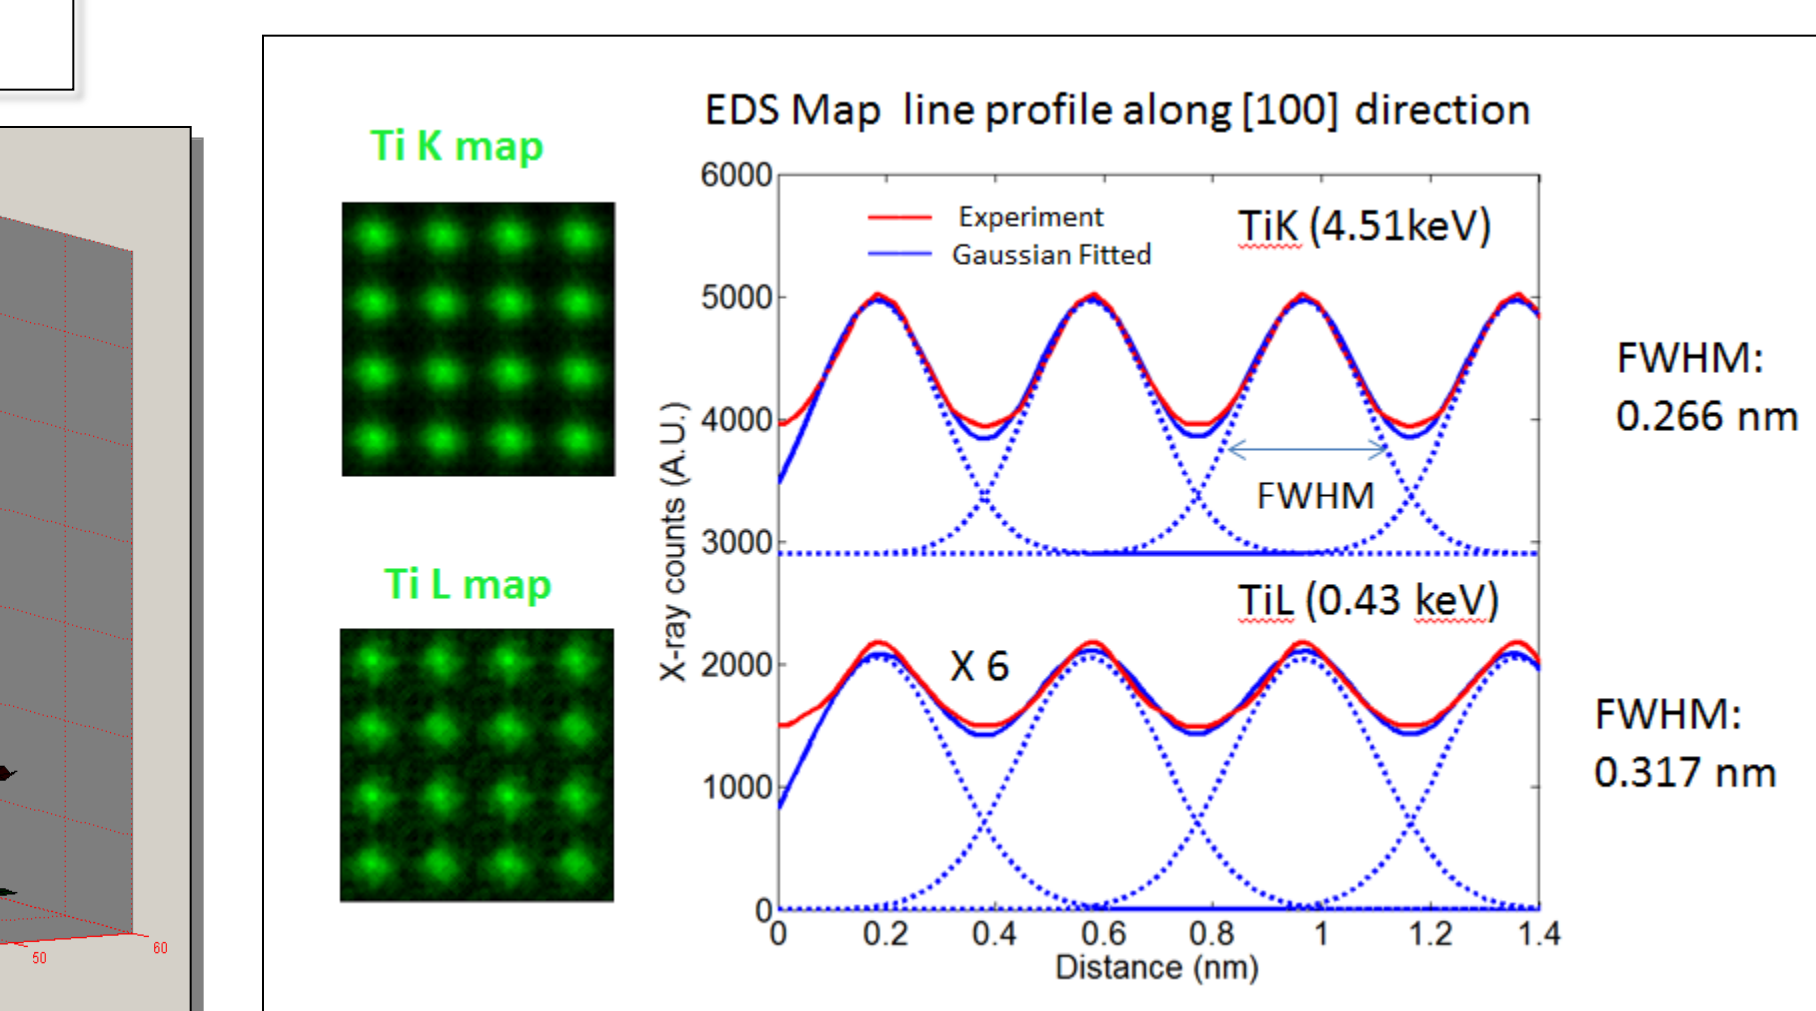 EDS Map line profile along [100] direction
Ti K map
6000
Experiment
TiK (4.51keV)
Gaussian Fitted
5000
FWHM:
0.266 nm
4000
FWHM
3000
X-ray counts (A.U.)
Ti L map
TiL (0.43 keV)
2000
X 6
FWHM:
0.317 nm
1000
0
0 0.2 0.4 0.6 0.8 1 1.2 1.4
Distance (nm)
50
60